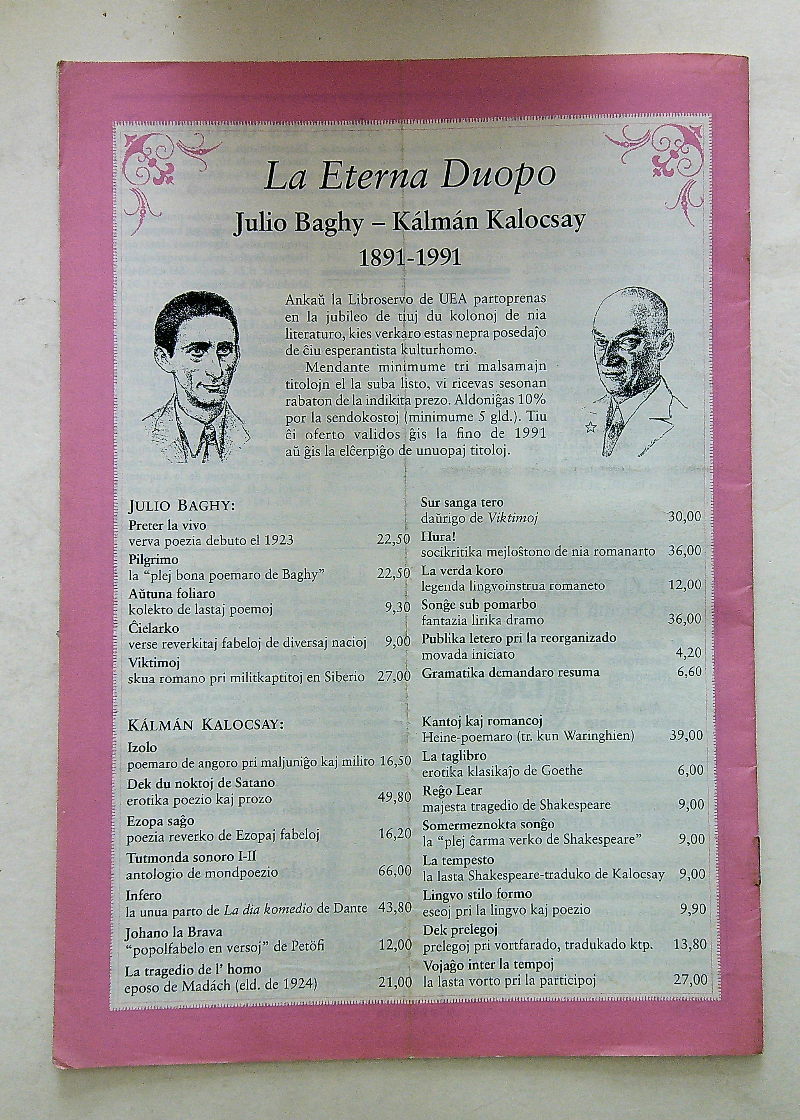 La Eterna Duopo
Julio Baghy – Kálmán Kalocsay
1891-1991
Ankaŭ la Libroservo de UEA partoprenas
en la jubileo de tiuj du kolonoj de nia
literaturo, kies verkaro estas nepra posedaĵo
de ĉiu esperantista kulturhomo.
Mendante minimume tri malsamajn
titolojn el la suba listo, vi ricevas sesonan
rabaton de la indikita prezo. Aldoniĝas 10%
por la sendokostoj (minimume 5 gld.). Tiu
ĉi oferto validos ĝis la fino de 1991
aŭ ĝis la elĉerpiĝo de unuopaj titoloj.
JULIO BAGHY:
Preter la vivo
verva poezia debuto el 1923 22,50
Pilgrimo
la “plej bona poemaro de Baghy” 22,50
Aŭtuna foliaro
kolekto de lastaj poemoj 9,30
Ĉielarko
verse reverkitaj fabeloj de diversaj nacioj 9,00
Viktimoj
skua romano pri militkaptitoj en Siberio 27,00
Sur sanga tero
daŭrigo de Viktimoj 30,00
Hura!
socikritika mejloŝtono de nia romanarto 36,00
La verda koro
legenda lingvoinstrua romaneto 12,00
Sonĝe sub pomarbo
fantazia lirika dramo 36,00
Publika letero pri la reorganizado
movada iniciato 4,20
Gramatika demandaro resuma 6,60
KÁLMÁN KALOCSAY:
Izolo
poemaro de angoro pri maljuniĝo kaj milito 16,50
Dek du noktoj de Satano
erotika poezio kaj prozo 49,80
Ezopa saĝo
poezia reverko de Ezopaj fabeloj 16,20
Tutmonda sonoro I-II
antologio de mondpoezio 66,00
Infero
la unua parto de La dia komedio de Dante 43,80
Johano la Brava
“popolfabelo en versoj” de Petöfi 12,00
La tragedio de l’ homo
eposo de Madách (eld. de 1924) 21,00
Kantoj kaj romancoj
Heine-poemaro (tr. kun Waringhien) 39,00
La taglibro
erotika klasikaĵo de Goethe 6,00
Reĝo Lear
majesta tragedio de Shakespeare 9,00
Somermeznokta sonĝo
la “plej ĉarma verko de Shakespeare” 9,00
La tempesto
la lasta Shakespeare-traduko de Kalocsay 9,00
Lingvo stilo formo
eseoj pri la lingvo kaj poezio 9,90
Dek prelegoj
prelegoj pri vortfarado, tradukado ktp. 13,80
Vojaĝo inter la tempoj
la lasta vorto pri la participoj 27,00